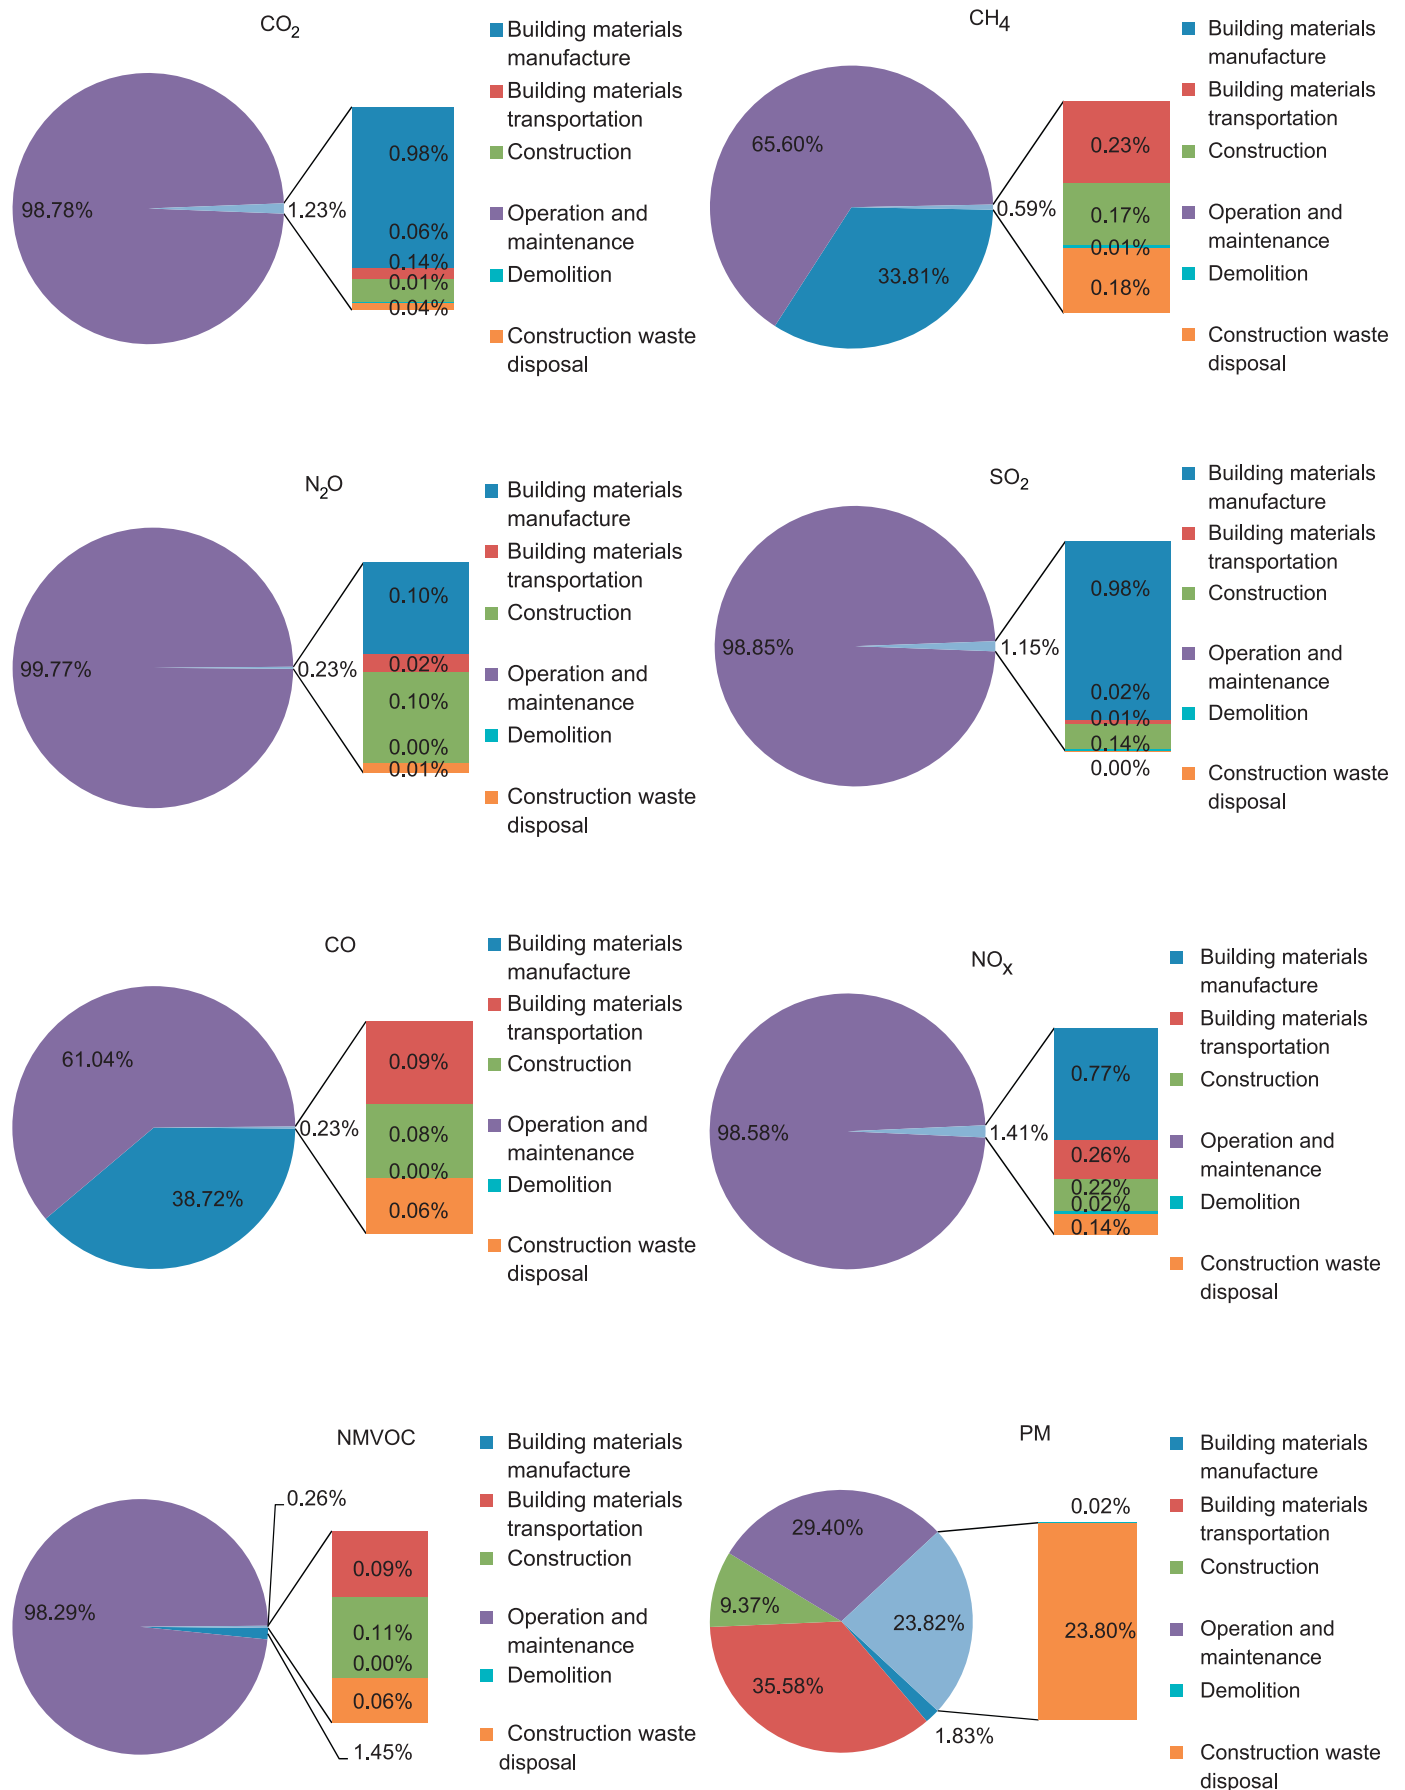 CO2
98.78%
1.23%
0.98%
0.06%
0.14%
0.01%
0.04%
Building materials
manufacture
Building materials
transportation
Construction
Operation and
maintenance
Demolition
Construction waste
disposal
CH4
65.60%
33.81%
0.59%
0.23%
0.17%
0.01%
0.18%
Building materials
manufacture
Building materials
transportation
Construction
Operation and
maintenance
Demolition
Construction waste
disposal
N2O
99.77%
0.23%
0.10%
0.02%
0.10%
0.00%
0.01%
Building materials
manufacture
Building materials
transportation
Construction
Operation and
maintenance
Demolition
Construction waste
disposal
SO2
98.85%
1.15%
0.98%
0.02%
0.01%
0.14%
0.00%
Building materials
manufacture
Building materials
transportation
Construction
Operation and
maintenance
Demolition
Construction waste
disposal
CO
61.04%
38.72%
0.23%
0.09%
0.08%
0.00%
0.06%
Building materials
manufacture
Building materials
transportation
Construction
Operation and
maintenance
Demolition
Construction waste
disposal
NOX
98.58%
1.41%
0.77%
0.26%
0.22%
0.02%
0.14%
Building materials
manufacture
Building materials
transportation
Construction
Operation and
maintenance
Demolition
Construction waste
disposal
NMVOC
0.26%
98.29%
0.09%
0.11%
0.00%
0.06%
1.45%
Building materials
manufacture
Building materials
transportation
Construction
Operation and
maintenance
Demolition
Construction waste
disposal
PM
29.40%
9.37%
35.58%
23.82%
1.83%
0.02%
23.80%
Building materials
manufacture
Building materials
transportation
Construction
Operation and
maintenance
Demolition
Construction waste
disposal